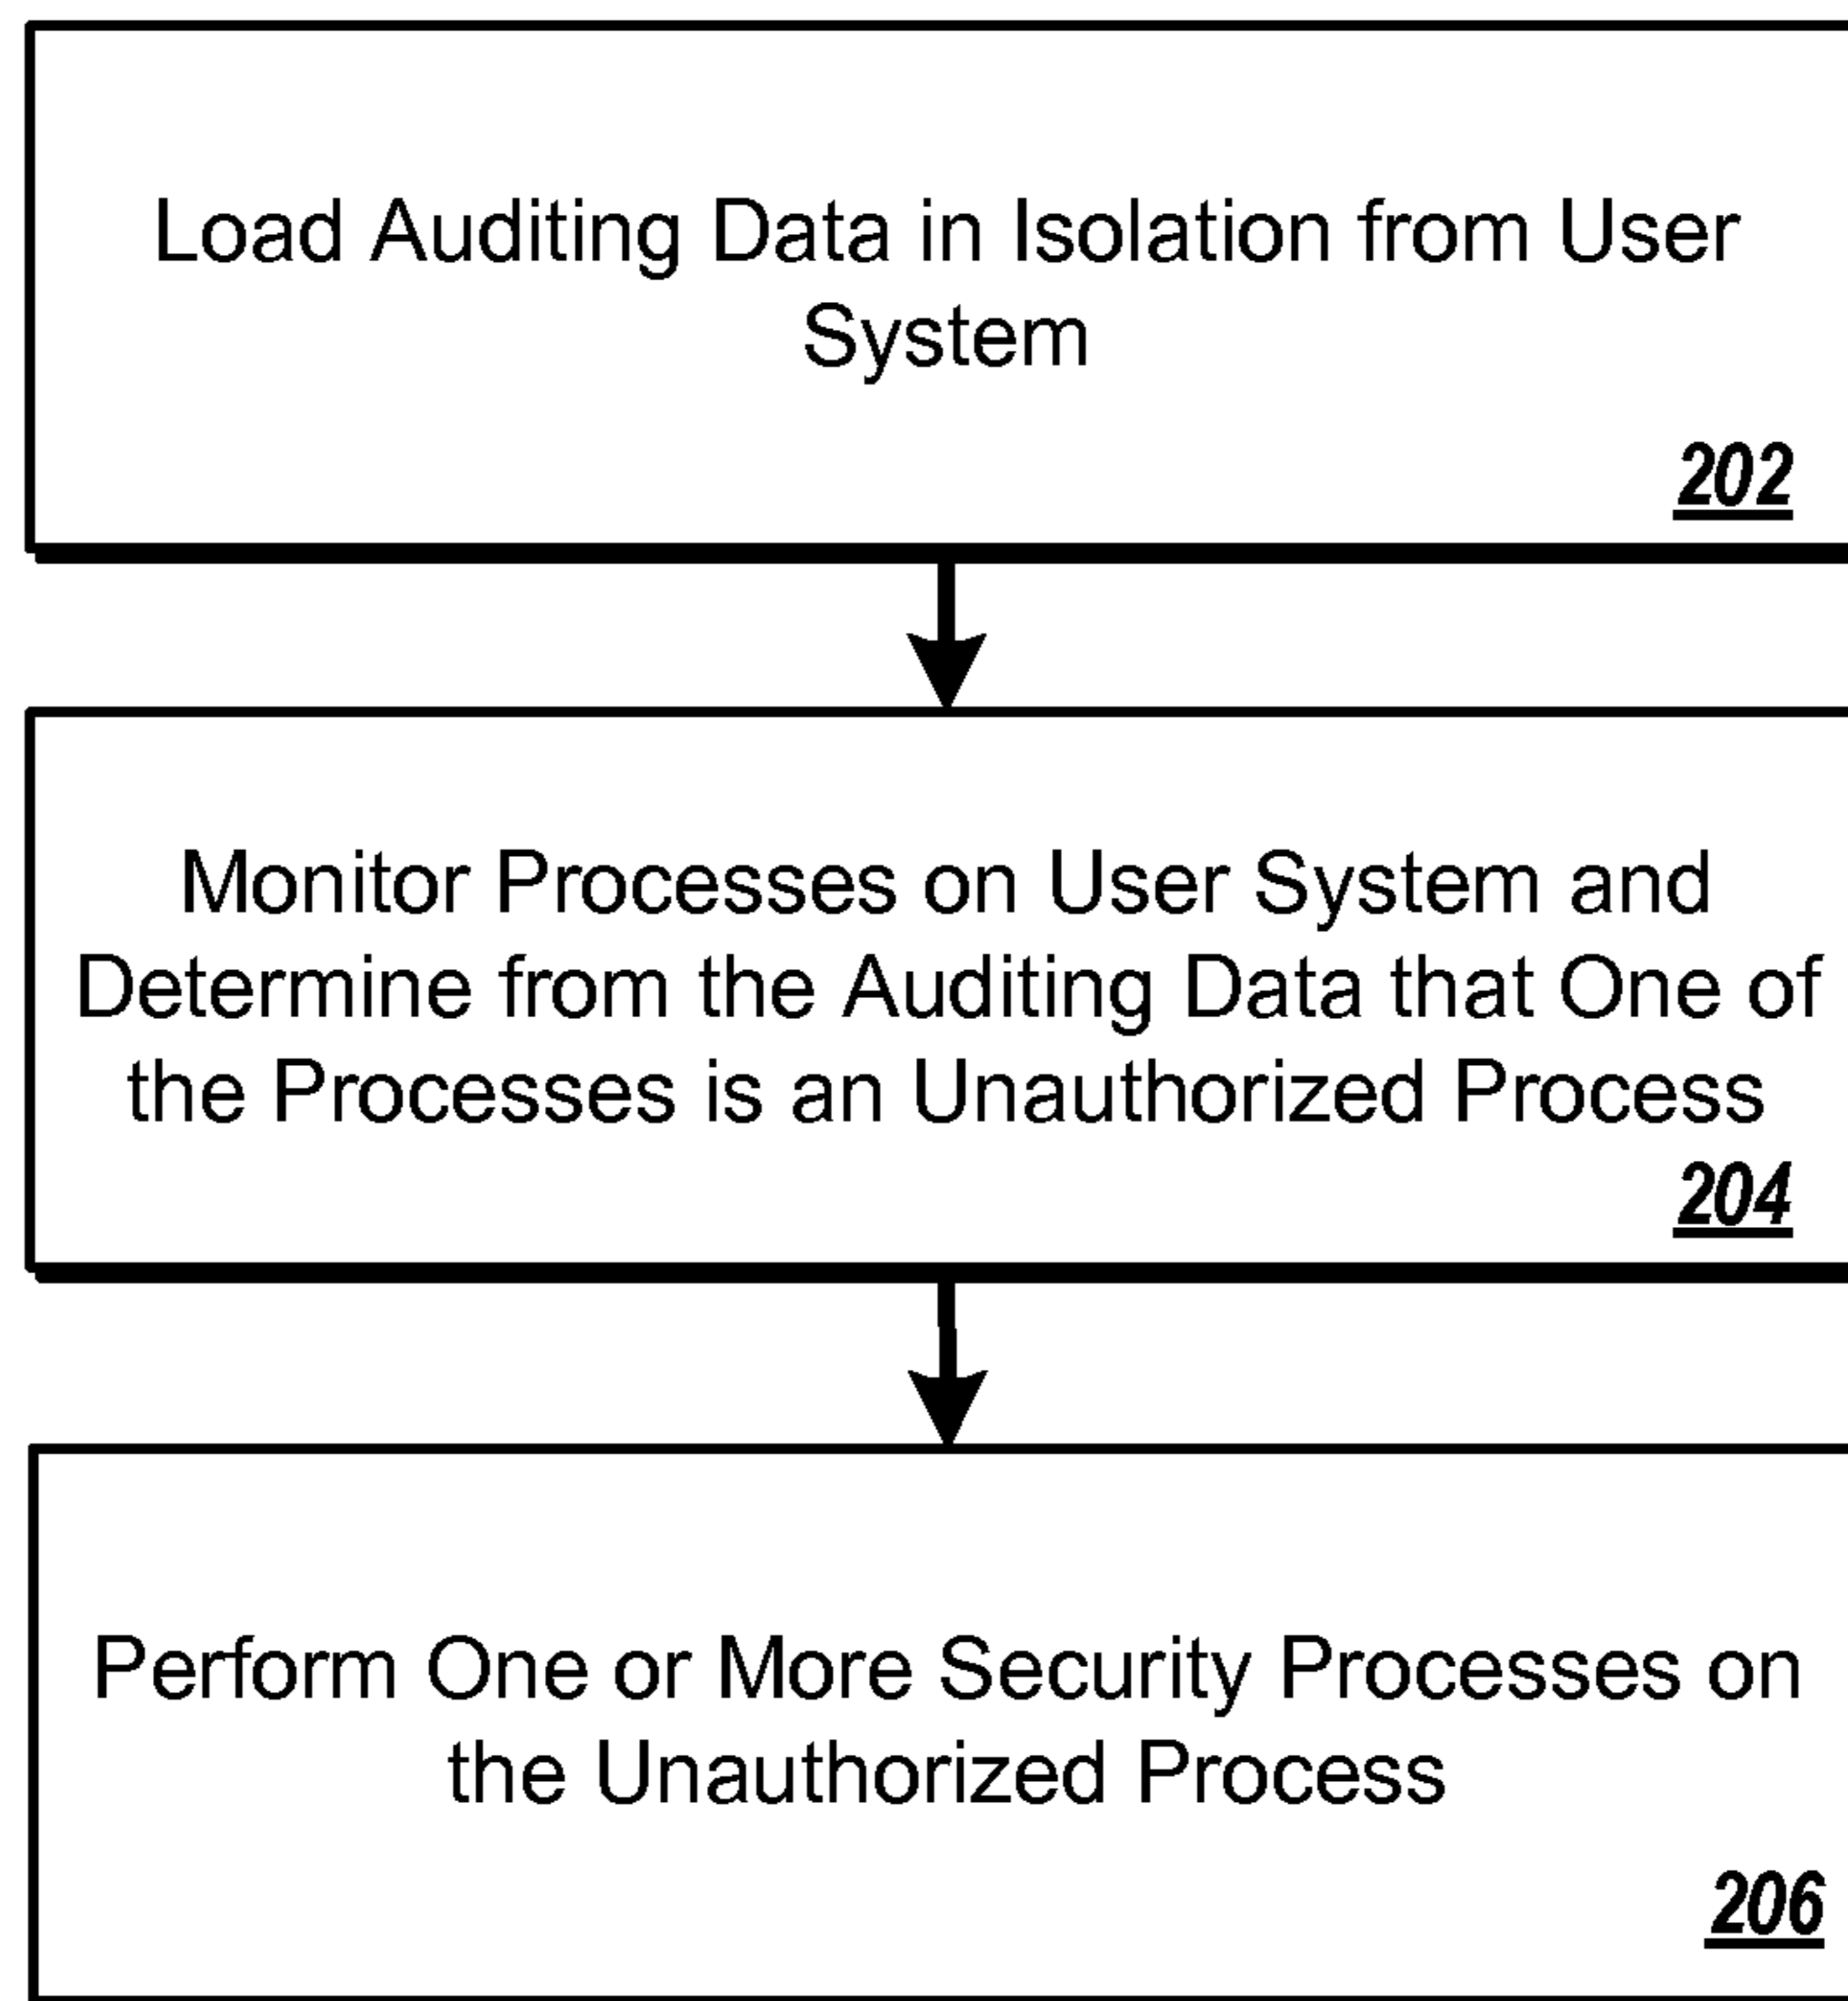 Load Auditing Data in Isolation from User
System
202
Monitor Processes on User System and
Determine from the Auditing Data that One of
the Processes is an Unauthorized Process
204
Perform One or More Security Processes on
the Unauthorized Process
206